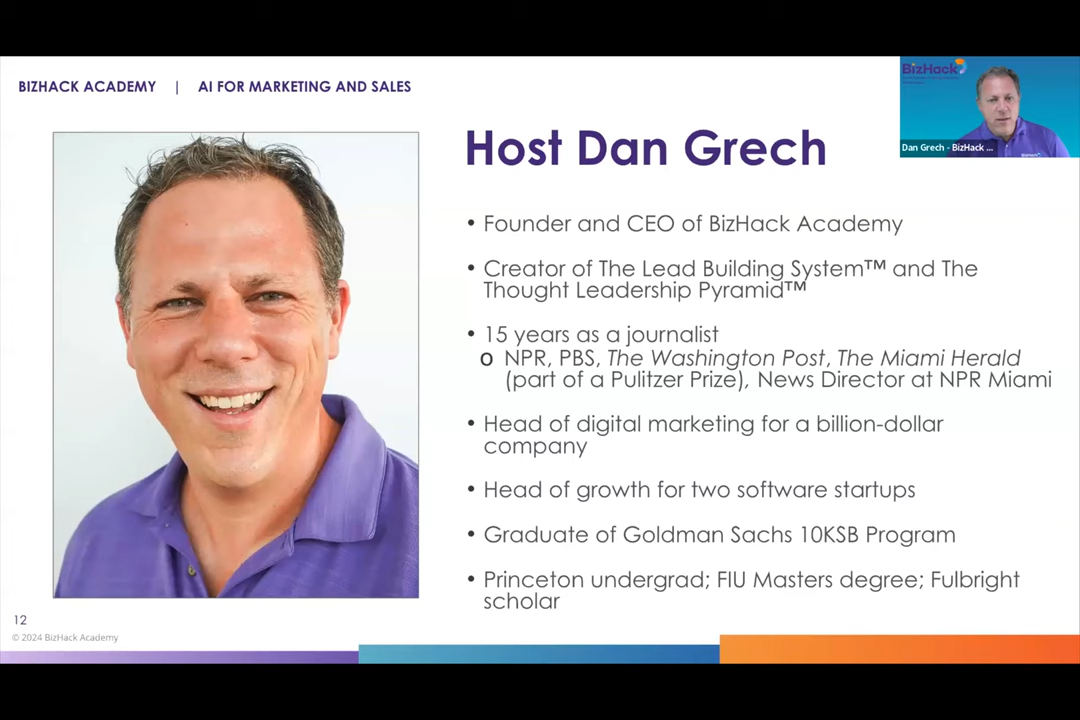 BIZHACK ACADEMY | AI FOR MARKETING AND SALES
BizHack
Dan Grech - BizHack ...
Host Dan Grech
• Founder and CEO of BizHack Academy
• Creator of The Lead Building System™ and The
Thought Leadership Pyramid™
• 15 years as a journalist
o NPR, PBS, The Washington Post, The Miami Herald
(part of a Pulitzer Prize), News Director at NPR Miami
• Head of digital marketing for a billion-dollar
company
• Head of growth for two software startups
• Graduate of Goldman Sachs 10KSB Program
• Princeton undergrad; FIU Masters degree; Fulbright
scholar
12
© 2024 BizHack Academy